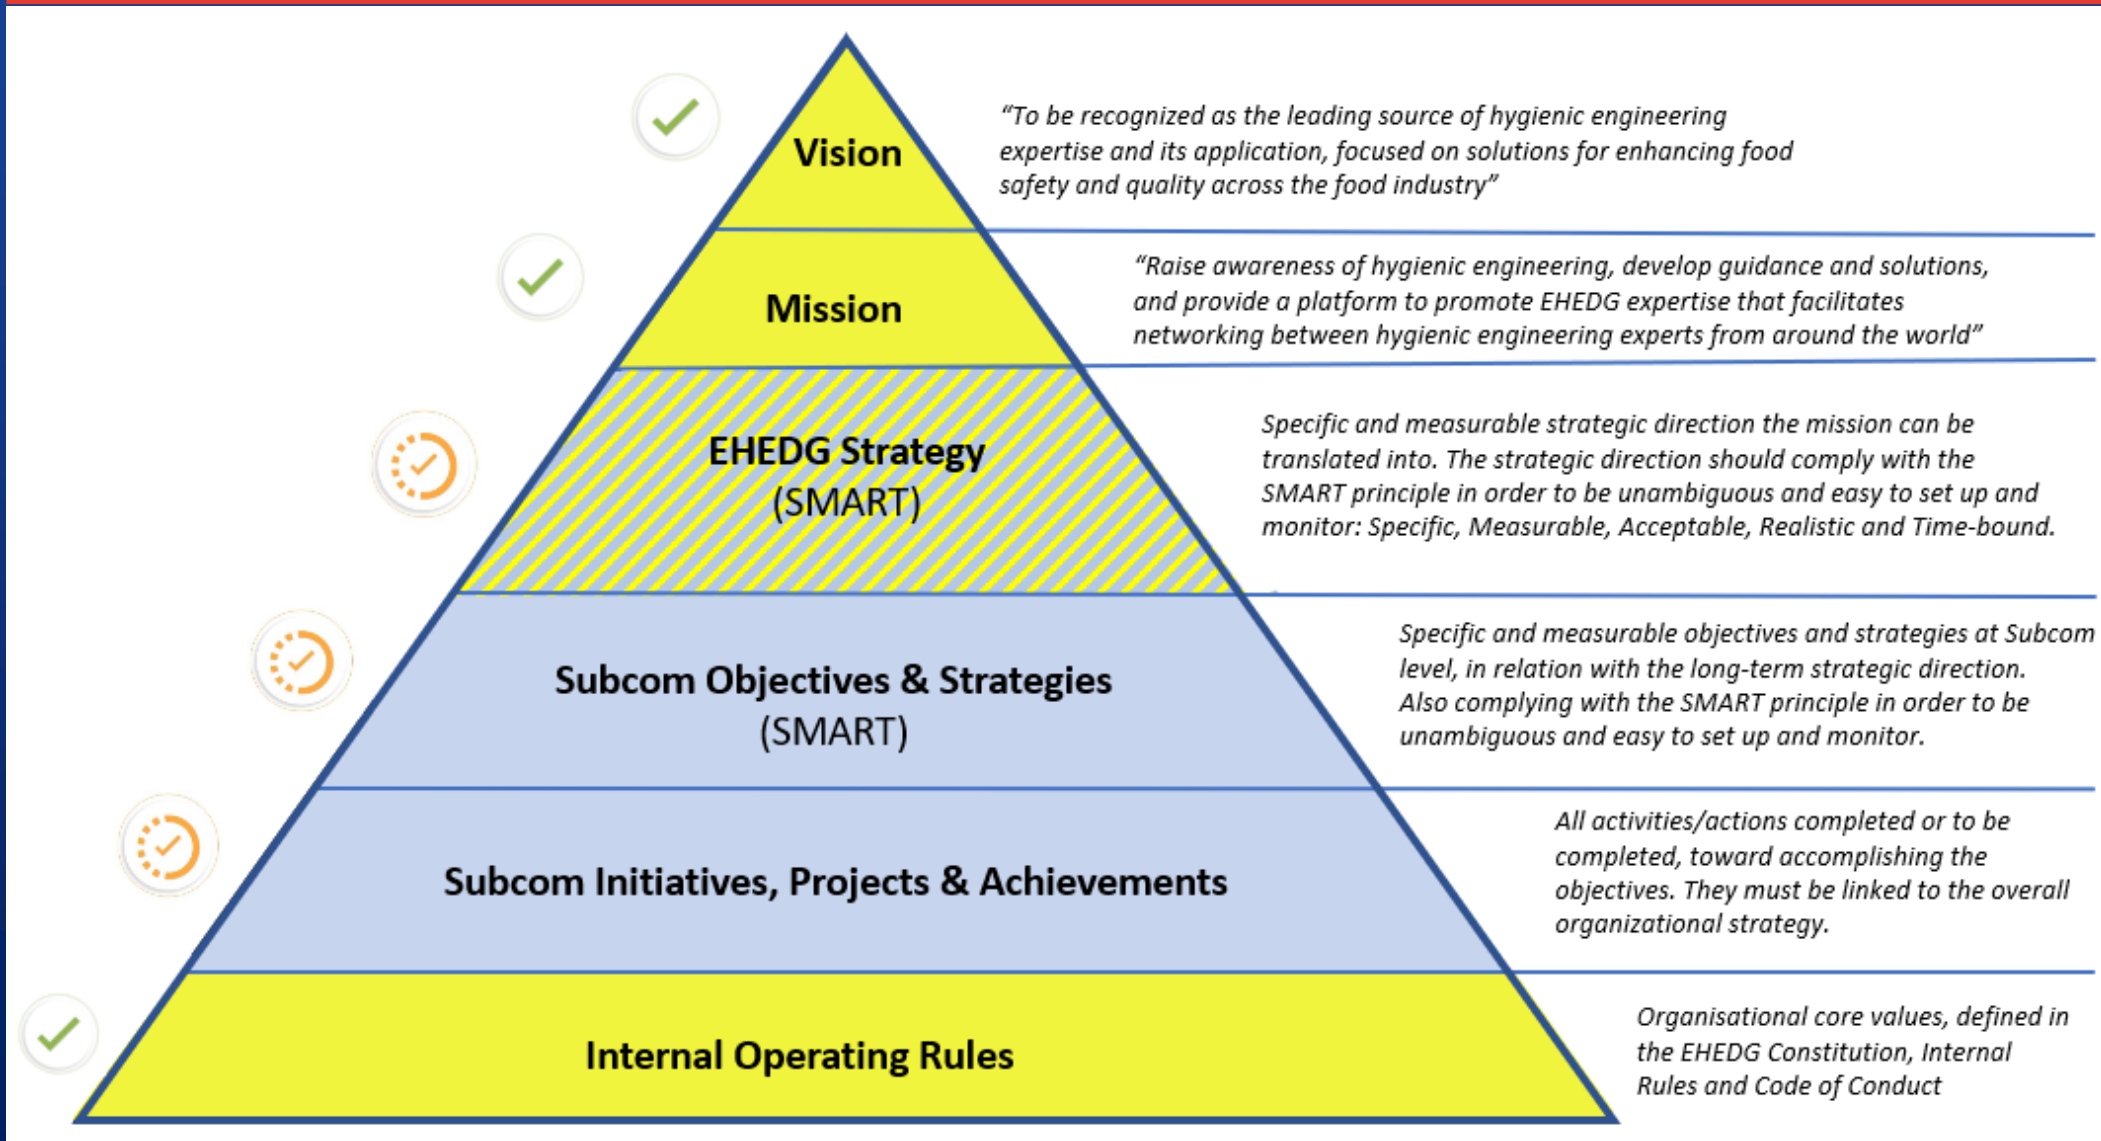 Vision
“To be recognized as the leading source of hygienic engineering
expertise and its application, focused on solutions for enhancing food
safety and quality across the food industry”
Mission
“Raise awareness of hygienic engineering, develop guidance and solutions,
and provide a platform to promote EHEDG expertise that facilitates
networking between hygienic engineering experts from around the world”
EHEDG Strategy
(SMART)
Specific and measurable strategic direction the mission can be
translated into. The strategic direction should comply with the
SMART principle in order to be unambiguous and easy to set up and
monitor: Specific, Measurable, Acceptable, Realistic and Time-bound.
Subcom Objectives & Strategies
(SMART)
Specific and measurable objectives and strategies at Subcom
level, in relation with the long-term strategic direction.
Also complying with the SMART principle in order to be
unambiguous and easy to set up and monitor.
Subcom Initiatives, Projects & Achievements
All activities/actions completed or to be
completed, toward accomplishing the
objectives. They must be linked to the overall
organizational strategy.
Internal Operating Rules
Organisational core values, defined in
the EHEDG Constitution, Internal
Rules and Code of Conduct